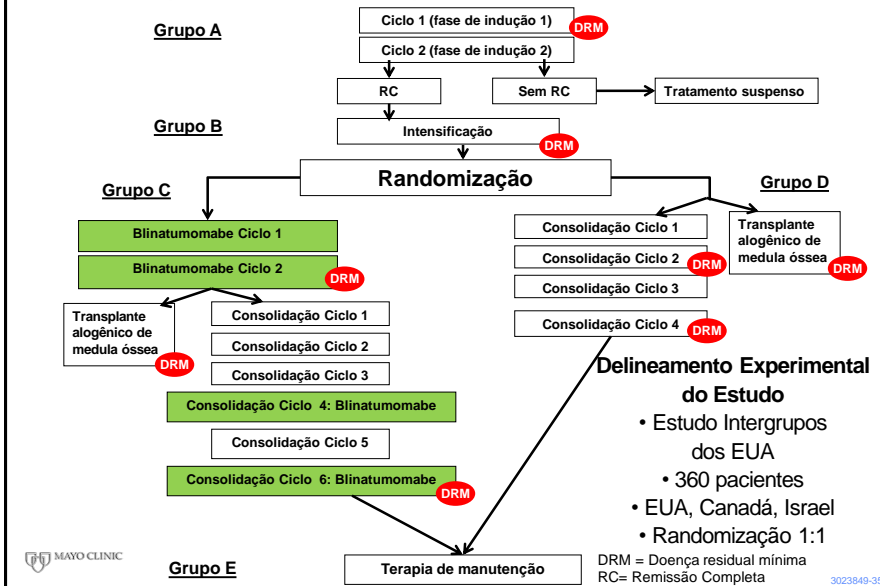 Grupo A
Ciclo 1 (fase de indução 1)
DRM
Ciclo 2 (fase de indução 2)
RC
Sem RC
Tratamento suspenso
Grupo B
Intensificação
DRM
Randomização
Grupo C
Grupo D
Blinatumomabe Ciclo 1
Blinatumomabe Ciclo 2
DRM
Transplante
alogênico de
medula óssea
DRM
Consolidação Ciclo 1
Consolidação Ciclo 2
Consolidação Ciclo 3
Consolidação Ciclo 4: Blinatumomabe
Consolidação Ciclo 5
Consolidação Ciclo 6: Blinatumomabe
DRM
Consolidação Ciclo 1
Consolidação Ciclo 2
DRM
Consolidação Ciclo 3
Consolidação Ciclo 4
DRM
Transplante
alogênico de
medula óssea
DRM
Delineamento Experimental
do Estudo
• Estudo Intergrupos
dos EUA
• 360 pacientes
• EUA, Canadá, Israel
• Randomização 1:1
DRM = Doença residual mínima
RC= Remissão Completa
MAYO CLINIC
Grupo E
Terapia de manutenção
3023849-35